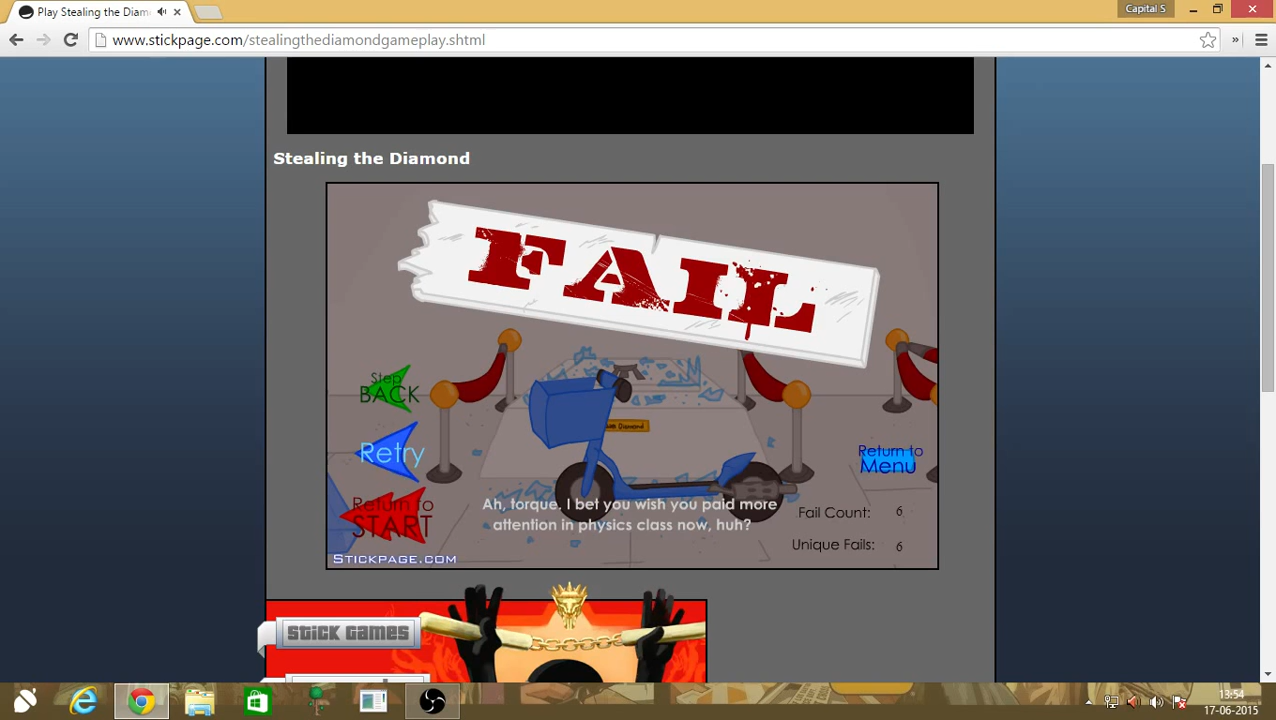 Play Stealing the Diam
Capital S
www.stickpage.com/stealingthediamondgameplay.shtml
Stealing the Diamond
FAIL
Step
BACK
Retry
Return to
START
Diamond
Return to
Menu
Ah, torque. I bet you wish you paid more
attention in physics class now, huh?
Fail Count: 6
Unique Fails: 6
STICKPAGE.COM
STICK GAMES
13:54
17-06-2015